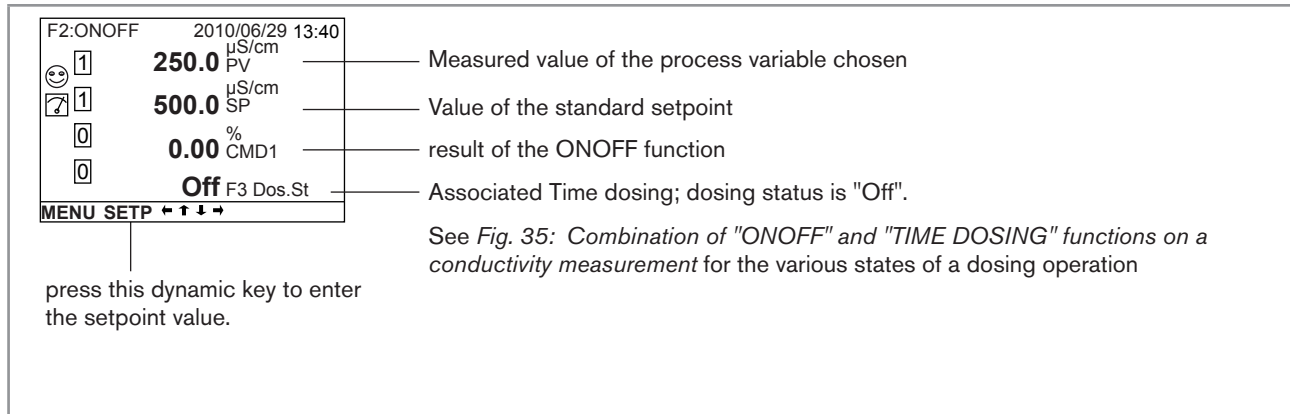 F2:ONOFF 2010/06/29 13:40
1 250.0 µS/cm PV
Measured value of the process variable chosen
1 500.0 µS/cm SP
Value of the standard setpoint
0 0.00 % CMD1
result of the ONOFF function
0 Off F3 Dos.St
Associated Time dosing; dosing status is "Off".
MENU SETP ← ↑ ↓ →
See Fig. 35: Combination of "ONOFF" and "TIME DOSING" functions on a
conductivity measurement for the various states of a dosing operation
press this dynamic key to enter
the setpoint value.